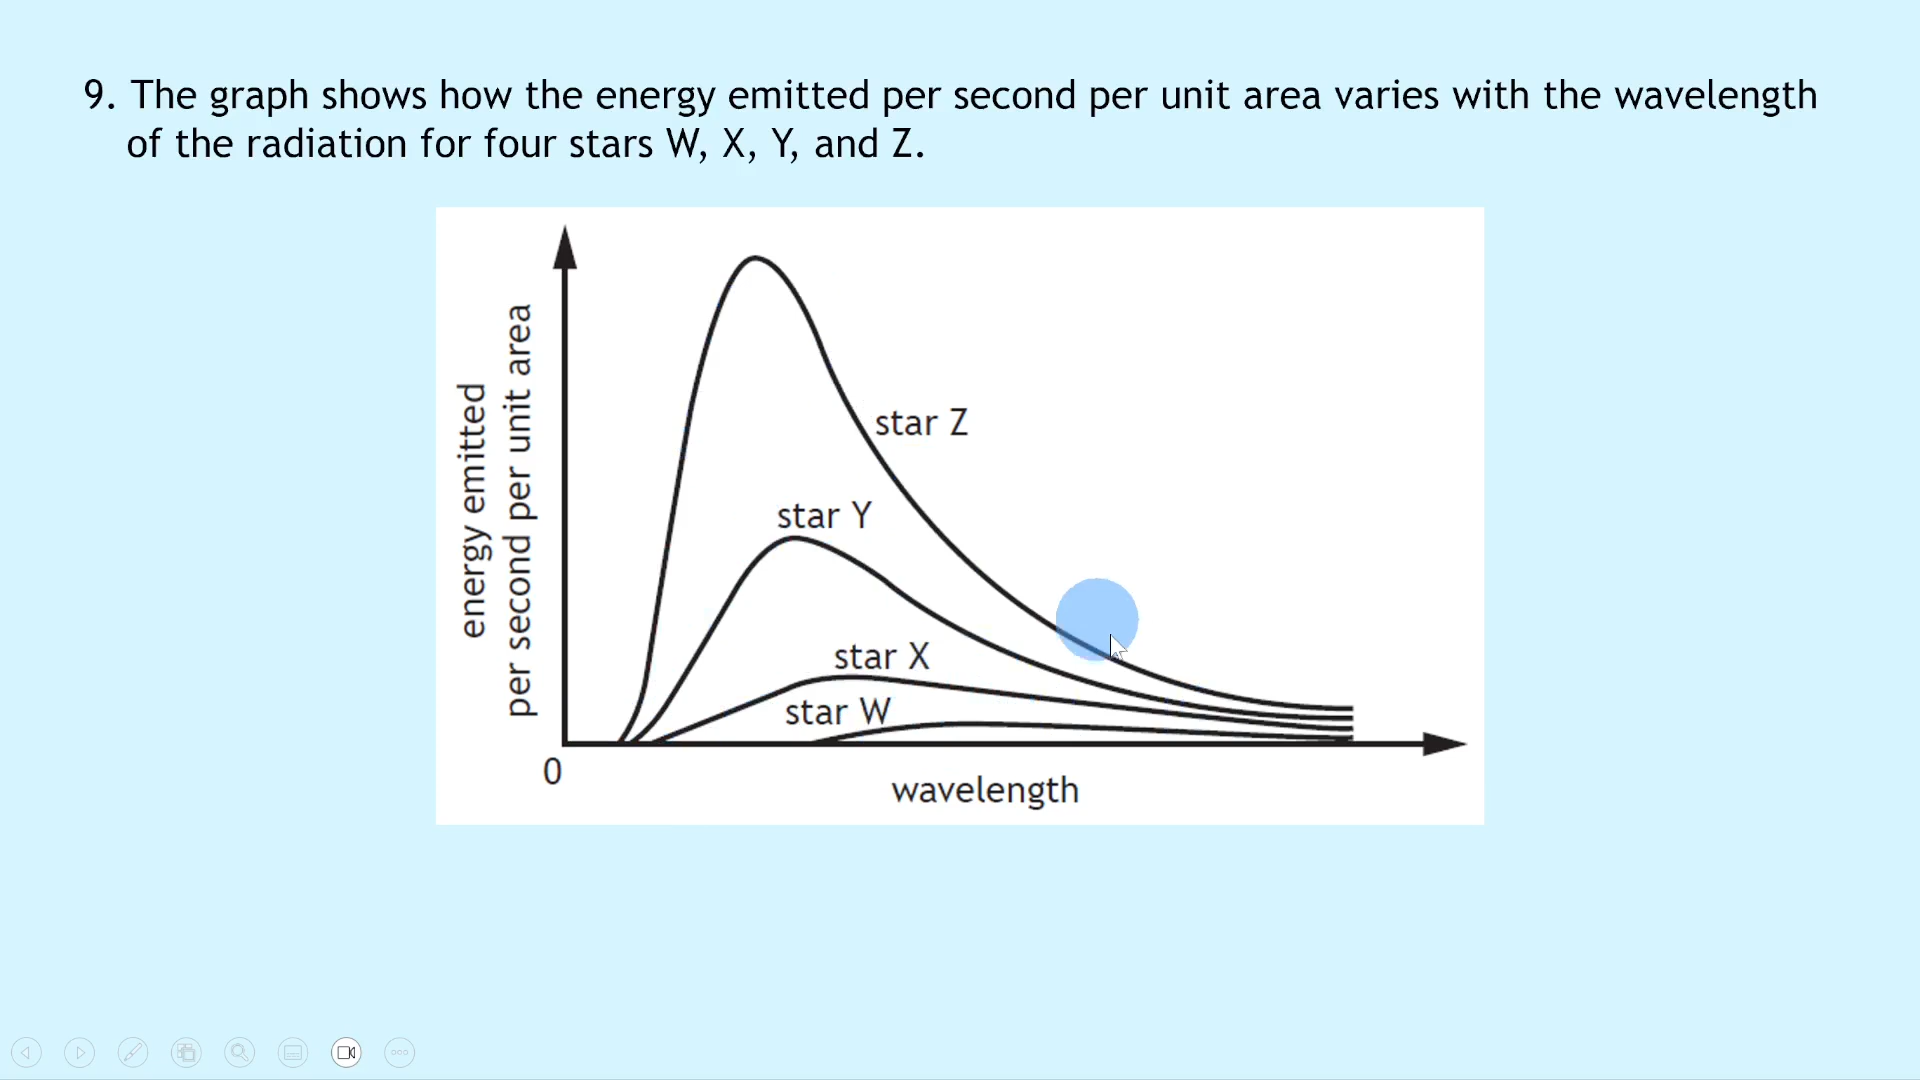 9. The graph shows how the energy emitted per second per unit area varies with the wavelength
of the radiation for four stars W, X, Y, and Z.
energy emitted
per second per unit area
star Z
star Y
star X
star W
0
wavelength